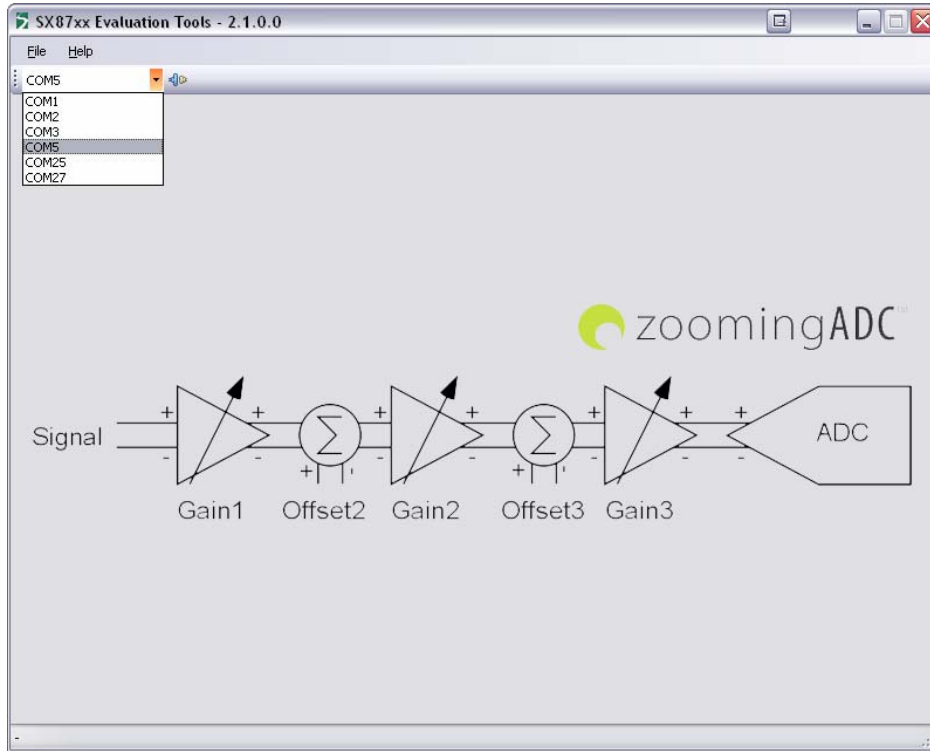 SX87xx Evaluation Tools - 2.1.0.0
File Help
COM5
COM1
COM2
COM3
COM5
COM25
COM27
zoomingADC™
+ + + + + + + +
Signal Σ Σ ADC
- - - - - -
+ ' + '
Gain1 Offset2 Gain2 Offset3 Gain3
-